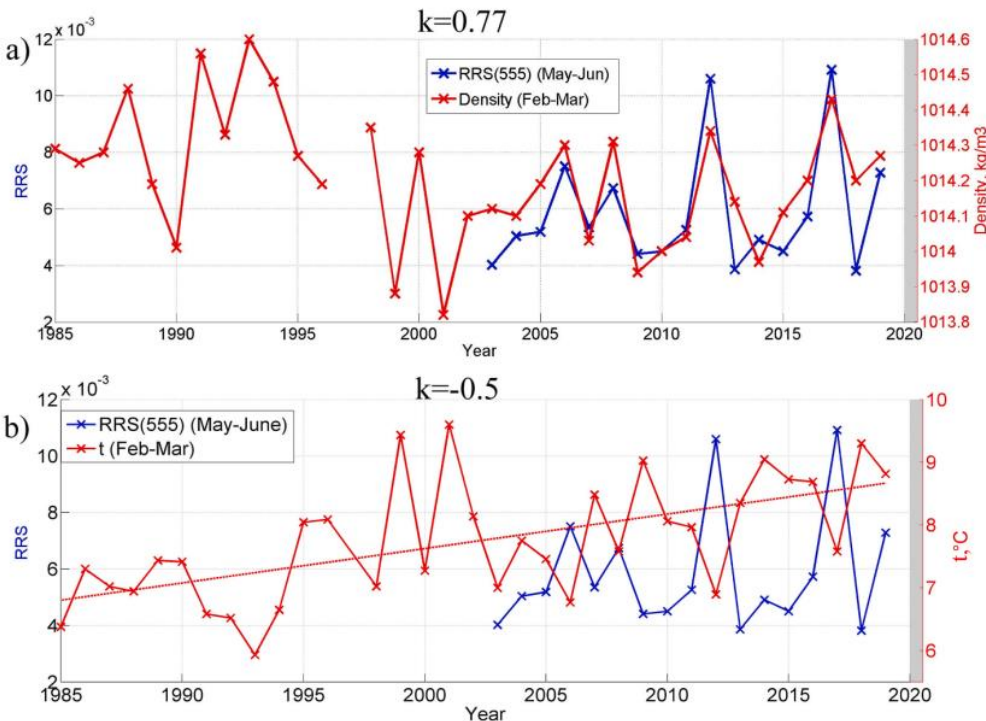 k=0.77
a)
x 10⁻³
12
10
8
6
4
2
RRS
RRS(555) (May-Jun)
Density (Feb-Mar)
1014.6
1014.5
1014.4
1014.3
1014.2
1014.1
1014
1013.9
1013.8
Density, kg/m3
1985
1990
1995
2000
2005
2010
2015
2020
Year
k=-0.5
b)
x 10⁻³
12
10
8
6
4
2
RRS
RRS(555) (May-June)
t (Feb-Mar)
10
9
8
7
6
t,°C
1985
1990
1995
2000
2005
2010
2015
2020
Year